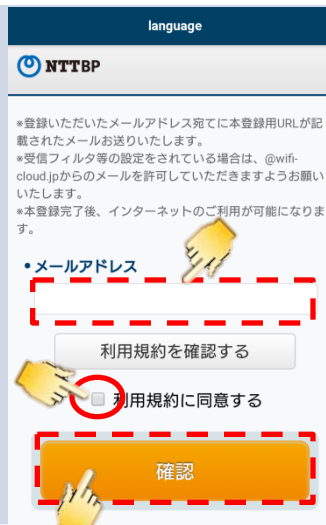 language
NTTBP
*登録いただいたメールアドレス宛てに本登録用URLが記
載されたメールお送りいたします。
*受信フィルタ等の設定をされている場合は、@wifi-
cloud.jpからのメールを許可していただきますようお願い
いたします。
*本登録完了後、インターネットのご利用が可能になりま
す。
•メールアドレス
利用規約を確認する
利用規約に同意する
確認